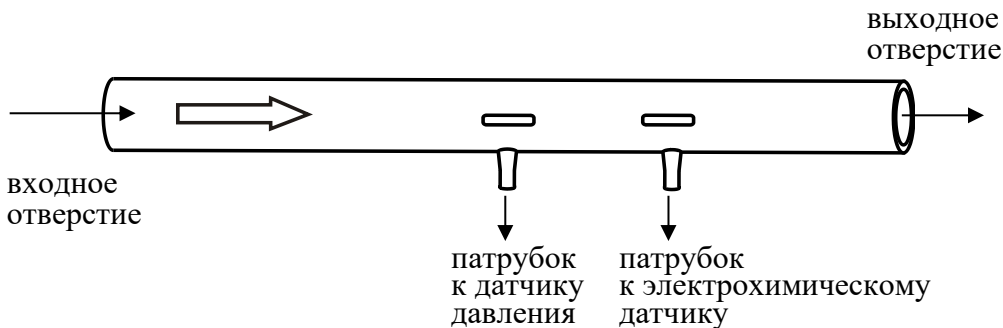 выходное
отверстие
входное
отверстие
патрубок
к датчику
давления
патрубок
к электрохимическому
датчику